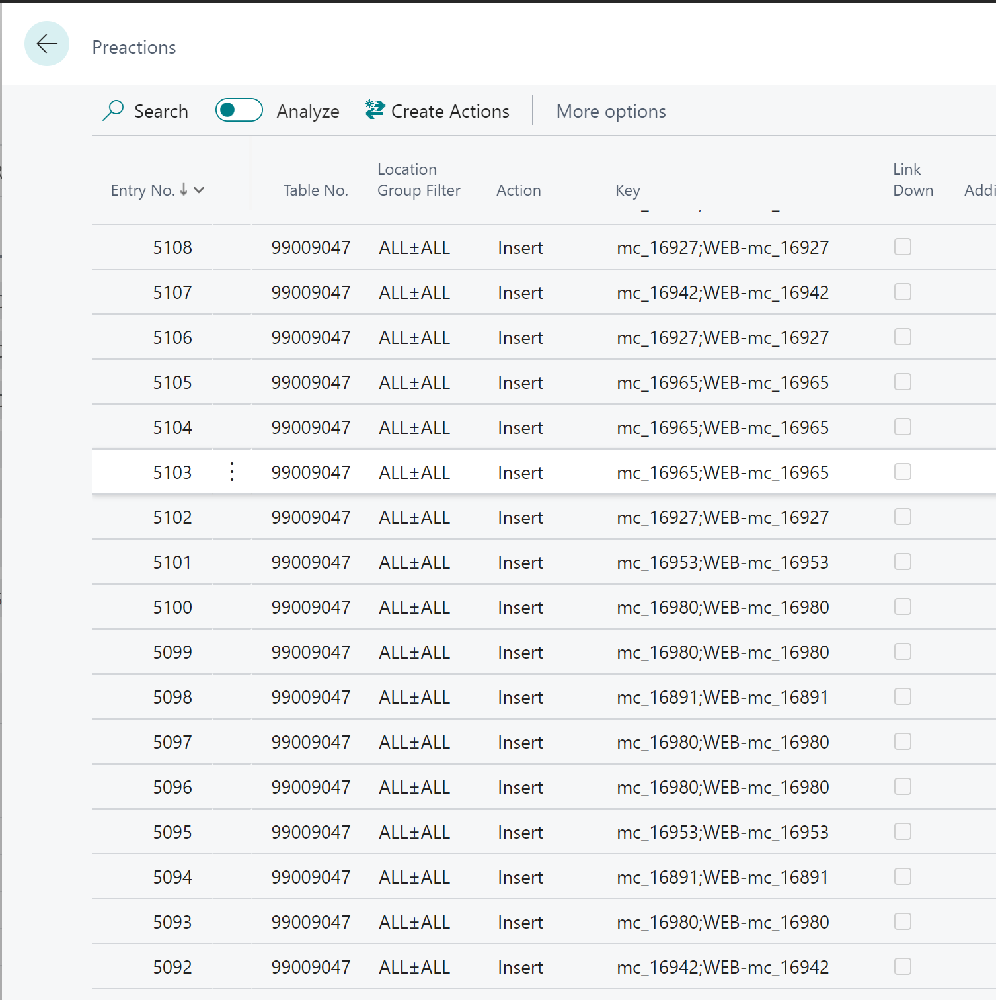 Preactions
Search Analyze Create Actions More options
Entry No. Table No. Location Group Filter Action Key Link Down Addi
5108 99009047 ALL±ALL Insert mc_16927;WEB-mc_16927
5107 99009047 ALL±ALL Insert mc_16942;WEB-mc_16942
5106 99009047 ALL±ALL Insert mc_16927;WEB-mc_16927
5105 99009047 ALL±ALL Insert mc_16965;WEB-mc_16965
5104 99009047 ALL±ALL Insert mc_16965;WEB-mc_16965
5103 99009047 ALL±ALL Insert mc_16965;WEB-mc_16965
5102 99009047 ALL±ALL Insert mc_16927;WEB-mc_16927
5101 99009047 ALL±ALL Insert mc_16953;WEB-mc_16953
5100 99009047 ALL±ALL Insert mc_16980;WEB-mc_16980
5099 99009047 ALL±ALL Insert mc_16980;WEB-mc_16980
5098 99009047 ALL±ALL Insert mc_16891;WEB-mc_16891
5097 99009047 ALL±ALL Insert mc_16980;WEB-mc_16980
5096 99009047 ALL±ALL Insert mc_16980;WEB-mc_16980
5095 99009047 ALL±ALL Insert mc_16953;WEB-mc_16953
5094 99009047 ALL±ALL Insert mc_16891;WEB-mc_16891
5093 99009047 ALL±ALL Insert mc_16980;WEB-mc_16980
5092 99009047 ALL±ALL Insert mc_16942;WEB-mc_16942